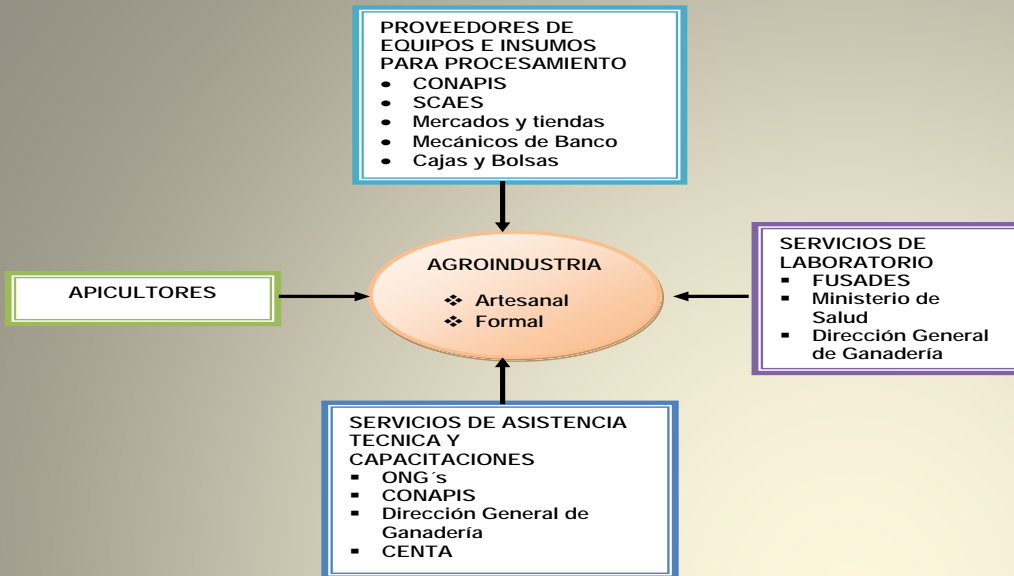 PROVEEDORES DE
EQUIPOS E INSUMOS
PARA PROCESAMIENTO
• CONAPIS
• SCAES
• Mercados y tiendas
• Mecánicos de Banco
• Cajas y Bolsas
APICULTORES
AGROINDUSTRIA
❖ Artesanal
❖ Formal
SERVICIOS DE
LABORATORIO
▪ FUSADES
▪ Ministerio de
Salud
▪ Dirección General
de Ganadería
SERVICIOS DE ASISTENCIA
TECNICA Y
CAPACITACIONES
▪ ONG´s
▪ CONAPIS
▪ Dirección General de
Ganadería
▪ CENTA